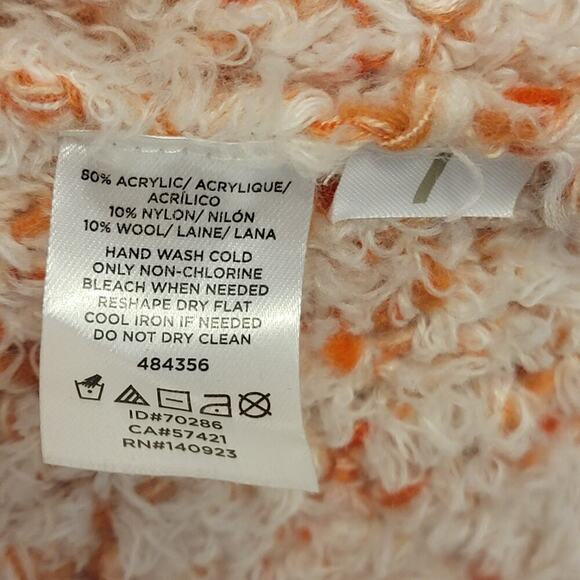 80% ACRYLIC/ ACRYLIQUE/
ACRÍLICO
10% NYLON/ NILÓN
10% WOOL/ LAINE/ LANA
HAND WASH COLD
ONLY NON-CHLORINE
BLEACH WHEN NEEDED
RESHAPE DRY FLAT
COOL IRON IF NEEDED
DO NOT DRY CLEAN
484356
ID#70286
CA#57421
RN#140923